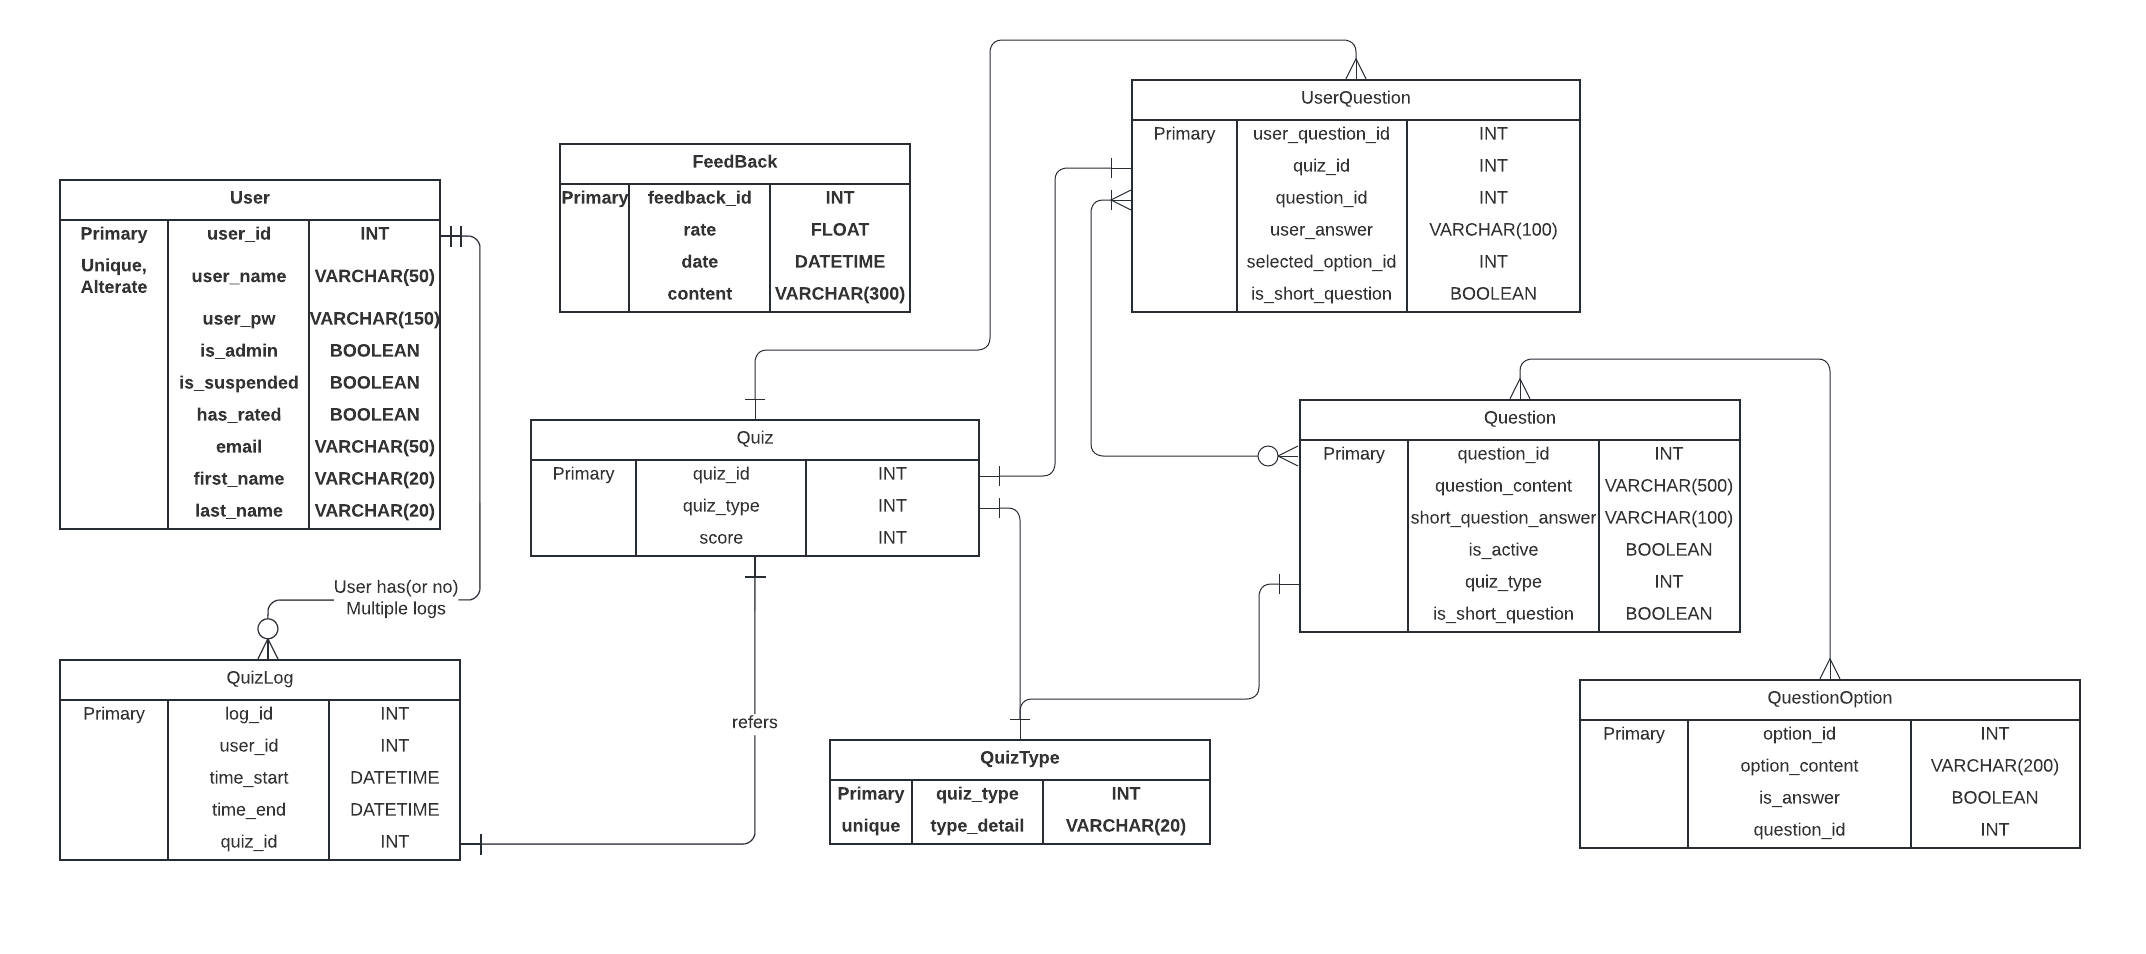 UserQuestion
Primary user_question_id INT
quiz_id INT
question_id INT
user_answer VARCHAR(100)
selected_option_id INT
is_short_question BOOLEAN
FeedBack
Primary feedback_id INT
rate FLOAT
date DATETIME
content VARCHAR(300)
User
Primary user_id INT
Unique,
Alterate user_name VARCHAR(50)
user_pw VARCHAR(150)
is_admin BOOLEAN
is_suspended BOOLEAN
has_rated BOOLEAN
email VARCHAR(50)
first_name VARCHAR(20)
last_name VARCHAR(20)
Quiz
Primary quiz_id INT
quiz_type INT
score INT
Question
Primary question_id INT
question_content VARCHAR(500)
short_question_answer VARCHAR(100)
is_active BOOLEAN
quiz_type INT
is_short_question BOOLEAN
User has(or no)
Multiple logs
QuizLog
Primary log_id INT
user_id INT
time_start DATETIME
time_end DATETIME
quiz_id INT
refers
QuizType
Primary quiz_type INT
unique type_detail VARCHAR(20)
QuestionOption
Primary option_id INT
option_content VARCHAR(200)
is_answer BOOLEAN
question_id INT